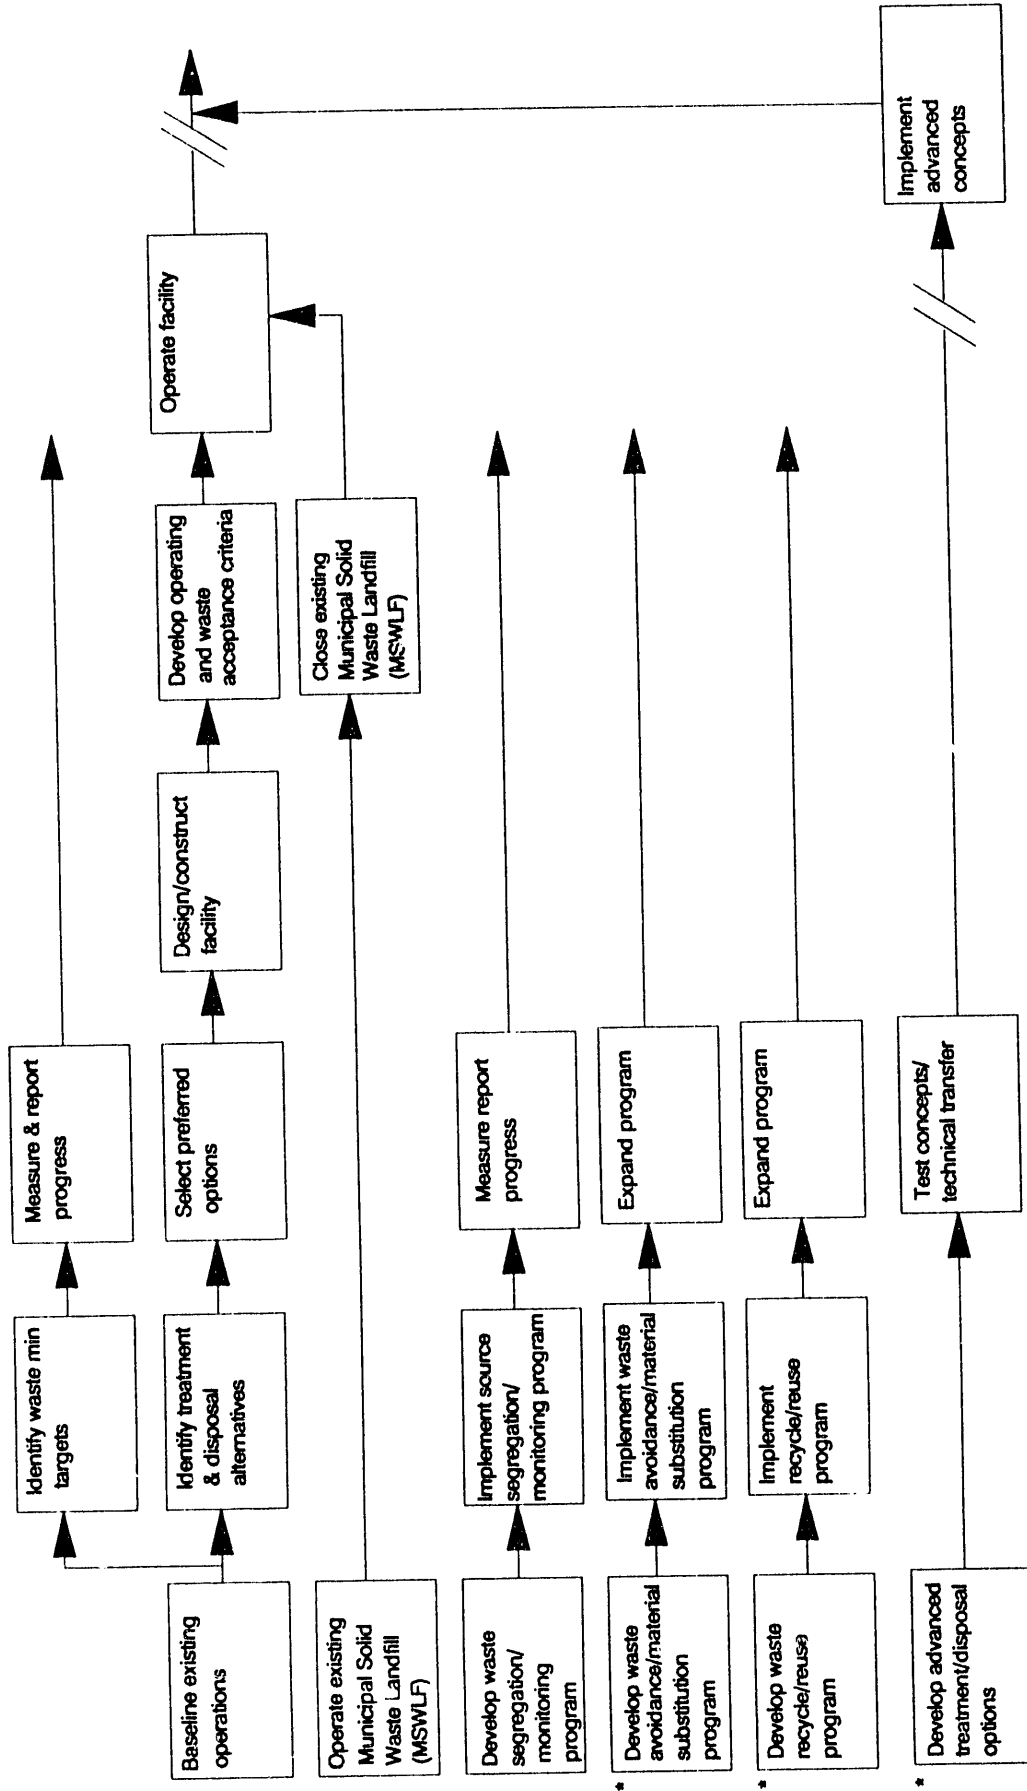 Identify waste min
targets
Measure & report
progress
Baseline existing
operations
Identify treatment
& disposal
alternatives
Select preferred
options
Design/construct
facility
Develop operating
and waste
acceptance criteria
Operate facility
Operate existing
Municipal Solid
Waste Landfill
(MSWLF)
Close existing
Municipal Solid
Waste Landfill
(MSWLF)
Develop waste
segregation/
monitoring
program
Implement source
segregation/
monitoring program
Measure report
progress
*
Develop waste
avoidance/material
substitution
program
Implement waste
avoidance/material
substitution
program
Expand program
*
Develop waste
recycle/reuse
program
Implement
recycle/reuse
program
Expand program
*
Develop advanced
treatment/disposal
options
Test concepts/
technical transfer
Implement
advanced
concepts